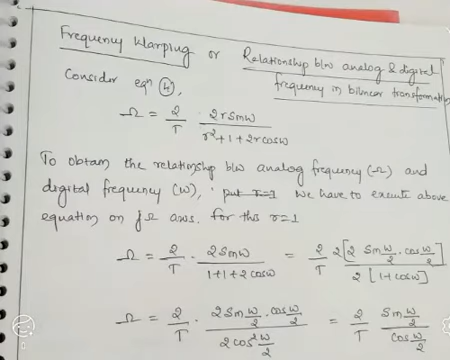 Frequency Warping or Relationship b/w analog & digital
frequency in bilinear transformation
Consider eqn ④,
Ω = 2/T · 2r sinω / (r² + 1 + 2r cosω)
To obtain the relationship b/w analog frequency (Ω) and
digital frequency (ω), put r=1 We have to execute above
equation on jΩ axis. for this r=1
Ω = 2/T · 2 sinω / (1+1+2 cosω) = 2/T 2[2 sin ω/2 · cos ω/2] / 2[1+cosω]
Ω = 2/T · 2 sin ω/2 · cos ω/2 / 2cos² ω/2 = 2/T sin ω/2 / cos ω/2